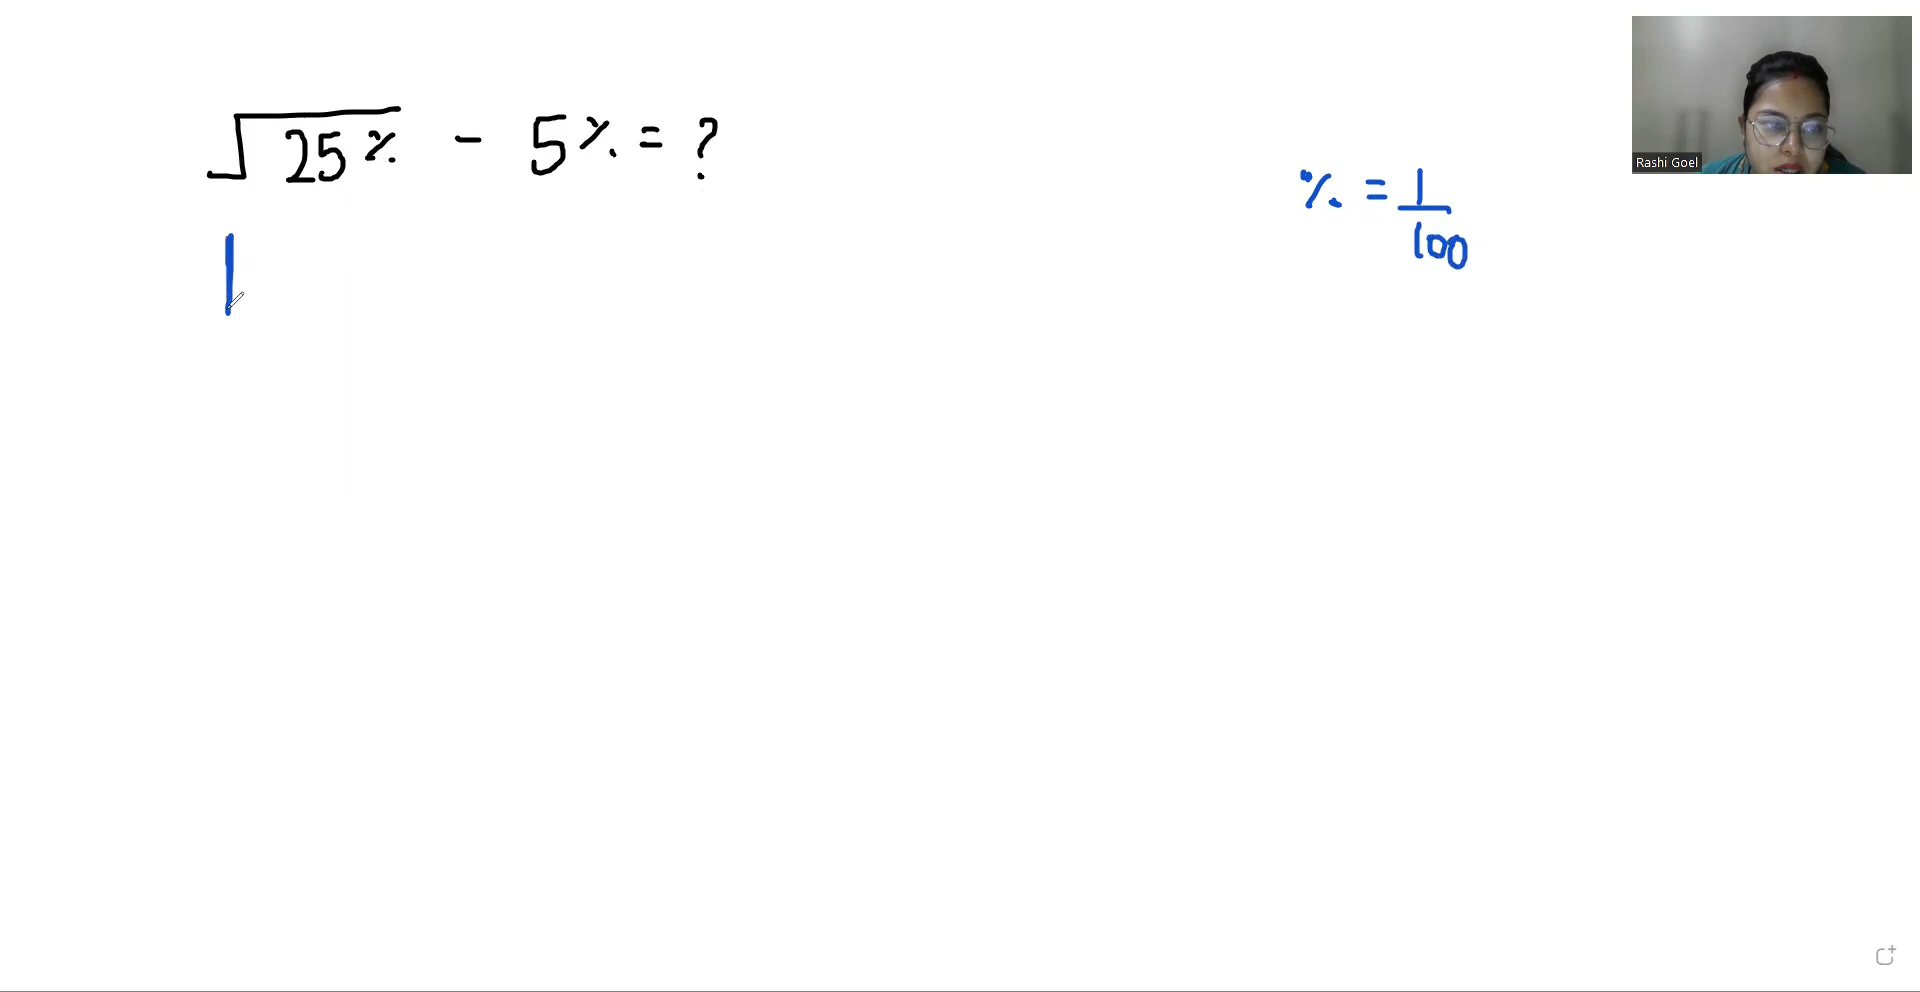 √25% - 5% = ?
% = 1/100
Rashi Goel